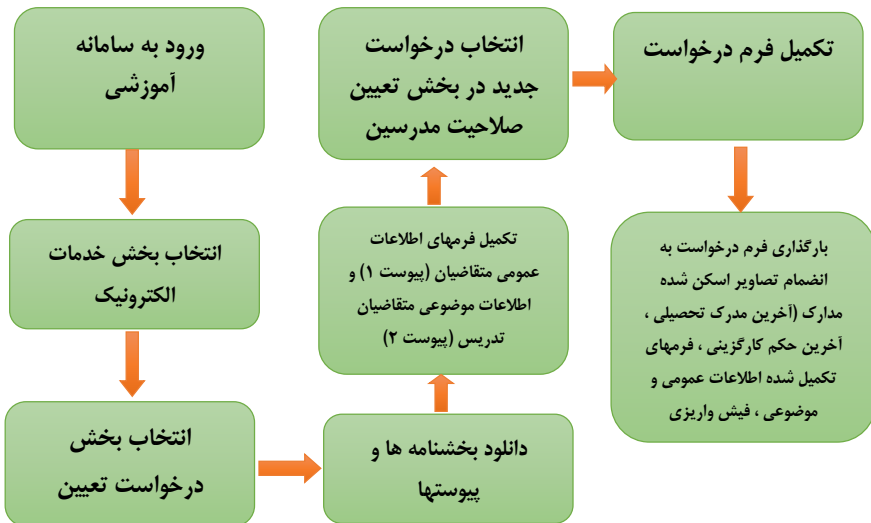 ورود به سامانه
آموزشی
انتخاب بخش خدمات
الکترونیک
انتخاب بخش
درخواست تعیین
دانلود بخشنامه ها و
پیوستها
تکمیل فرمهای اطلاعات
عمومی متقاضیان (پیوست ۱) و
اطلاعات موضوعی متقاضیان
تدریس (پیوست ۲)
انتخاب درخواست
جدید در بخش تعیین
صلاحیت مدرسین
تکمیل فرم درخواست
بارگذاری فرم درخواست به
انضمام تصاویر اسکن شده
مدارک (آخرین مدرک تحصیلی ،
آخرین حکم کارگزینی ، فرمهای
تکمیل شده اطلاعات عمومی و
موضوعی ، فیش واریزی